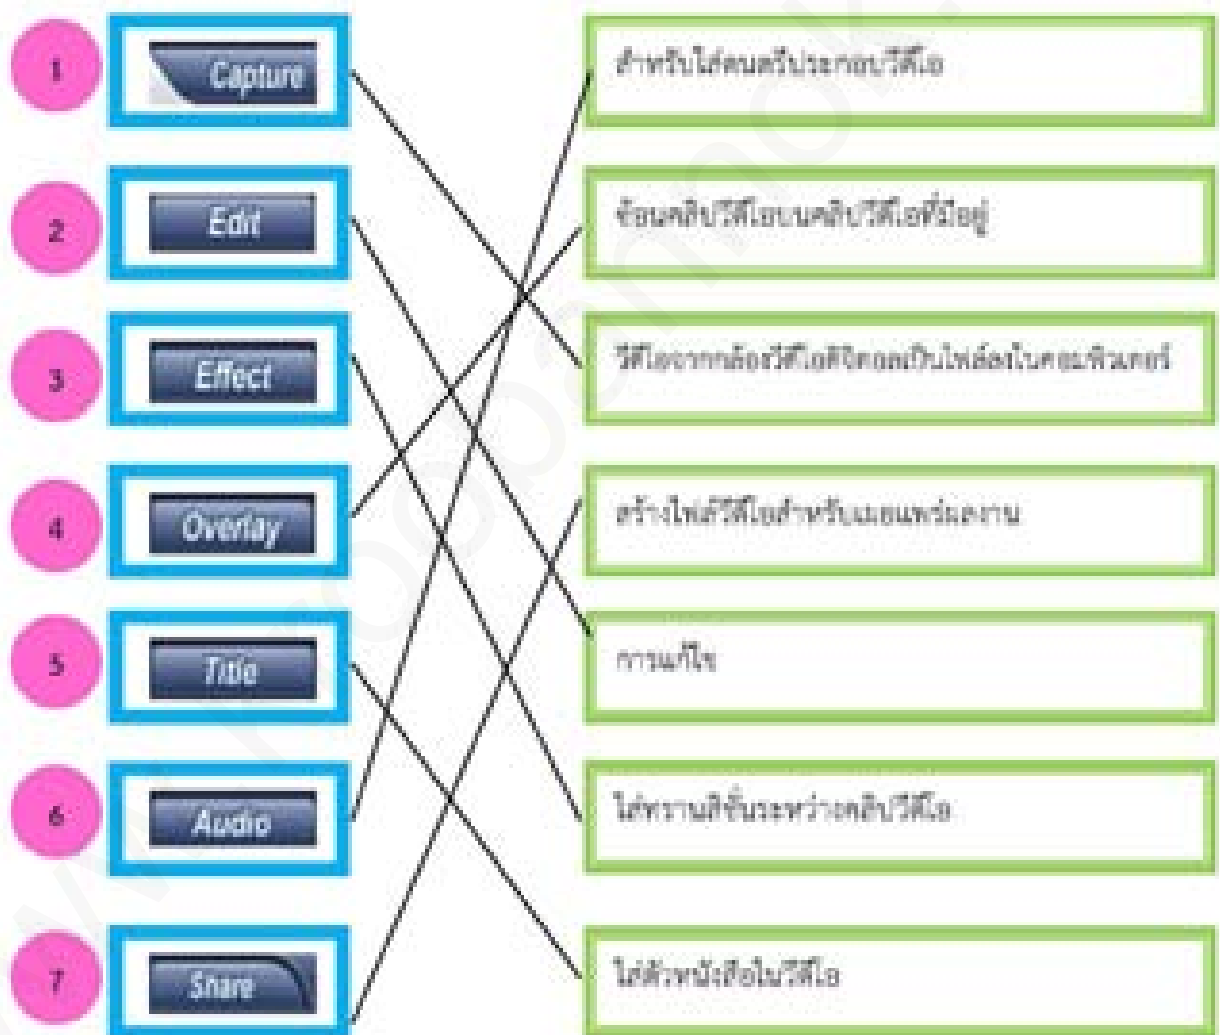 1
Capture
สำหรับใส่ดนตรีประกอบวีดีโอ
2
Edit
ซ้อนคลิปวีดีโอบนคลิปวีดีโอที่มีอยู่
3
Effect
วีดีโอจากกล้องวีดีโอดิจิตอลเป็นไฟล์ลงในคอมพิวเตอร์
4
Overlay
สร้างไฟล์วีดีโอสำหรับเผยแพร่ผลงาน
5
Title
การแก้ไข
6
Audio
ใส่ทรานสิชั่นระหว่างคลิปวีดีโอ
7
Share
ใส่ตัวหนังสือในวีดีโอ